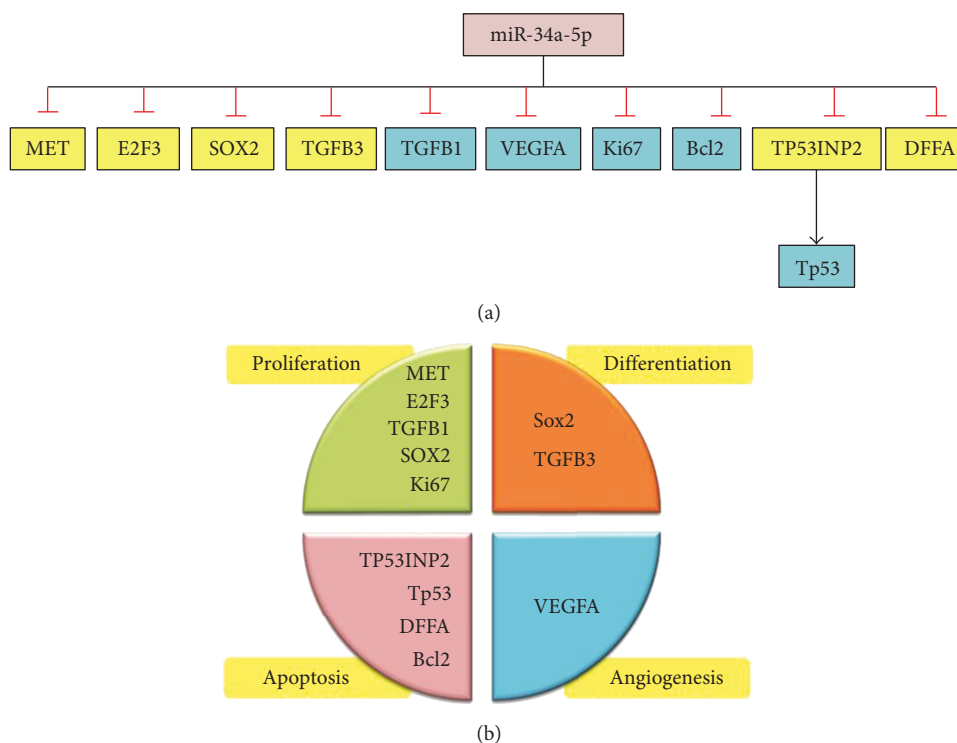 miR-34a-5p
MET E2F3 SOX2 TGFB3 TGFB1 VEGFA Ki67 Bcl2 TP53INP2 DFFA
Tp53
(a)
Proliferation
MET
E2F3
TGFB1
SOX2
Ki67
Differentiation
Sox2
TGFB3
TP53INP2
Tp53
DFFA
Bcl2
Apoptosis
VEGFA
Angiogenesis
(b)